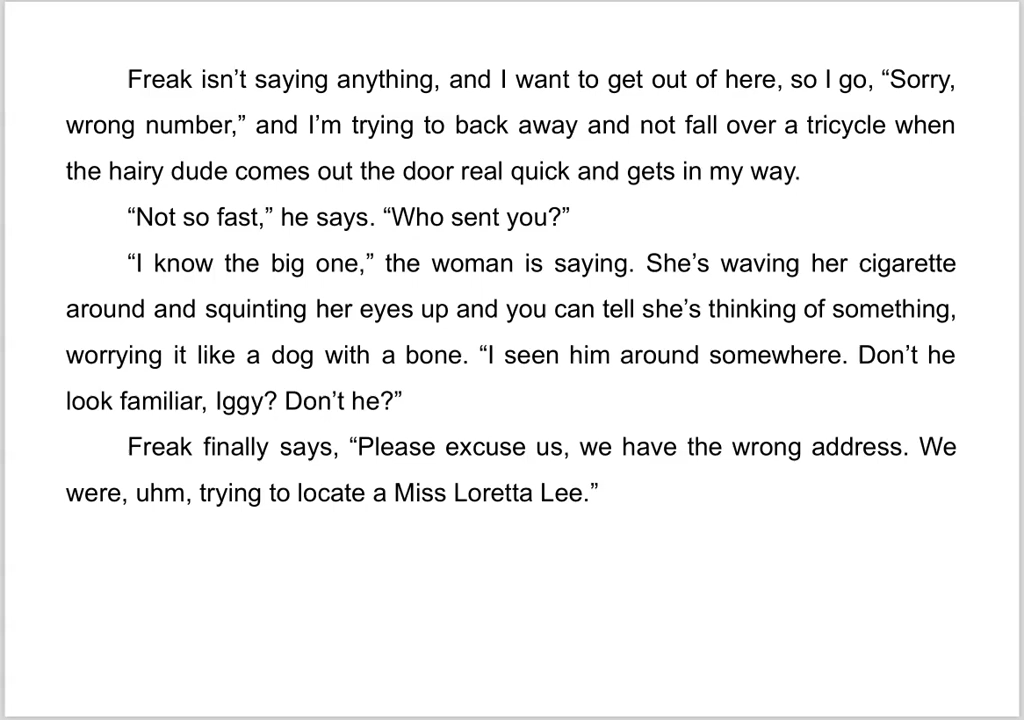 Freak isn’t saying anything, and I want to get out of here, so I go, “Sorry,
wrong number,” and I’m trying to back away and not fall over a tricycle when
the hairy dude comes out the door real quick and gets in my way.
“Not so fast,” he says. “Who sent you?”
“I know the big one,” the woman is saying. She’s waving her cigarette
around and squinting her eyes up and you can tell she’s thinking of something,
worrying it like a dog with a bone. “I seen him around somewhere. Don’t he
look familiar, Iggy? Don’t he?”
Freak finally says, “Please excuse us, we have the wrong address. We
were, uhm, trying to locate a Miss Loretta Lee.”